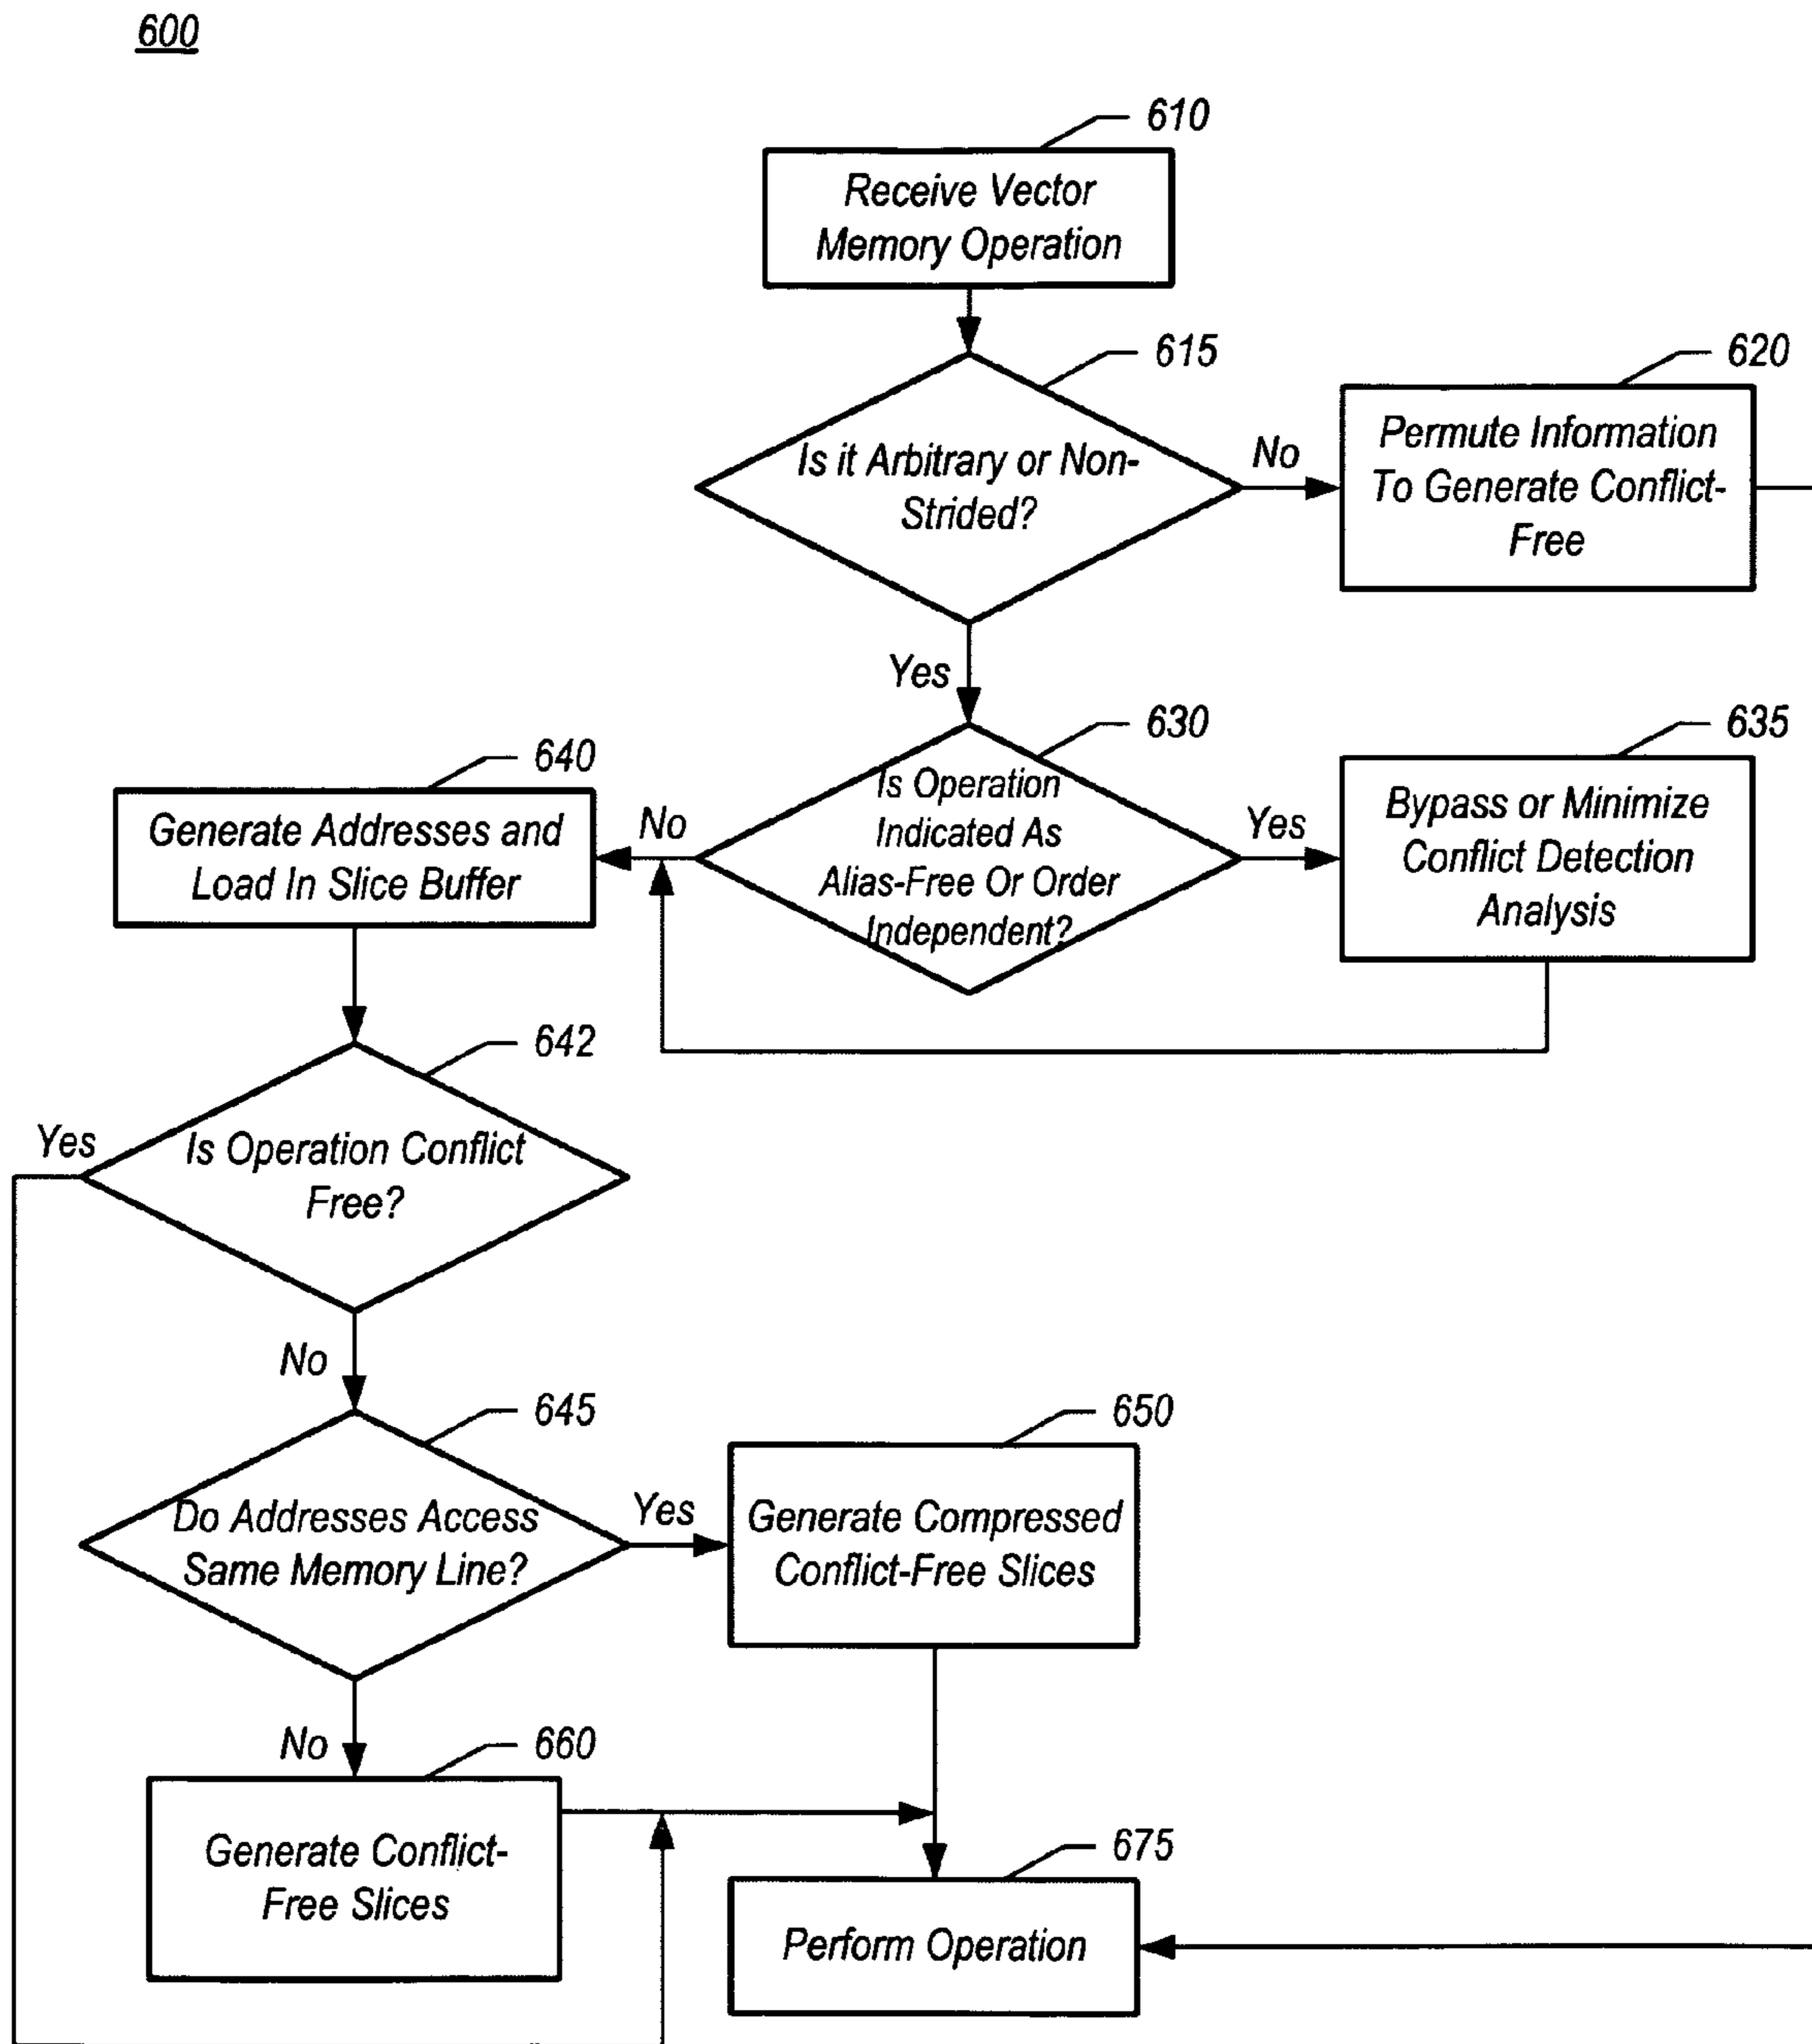 600
610
Receive Vector
Memory Operation
615
Is it Arbitrary or Non-
Strided?
No
620
Permute Information
To Generate Conflict-
Free
Yes
630
Is Operation
Indicated As
Alias-Free Or Order
Independent?
Yes
635
Bypass or Minimize
Conflict Detection
Analysis
No
640
Generate Addresses and
Load In Slice Buffer
642
Is Operation Conflict
Free?
Yes
No
645
Do Addresses Access
Same Memory Line?
Yes
650
Generate Compressed
Conflict-Free Slices
No
660
Generate Conflict-
Free Slices
675
Perform Operation